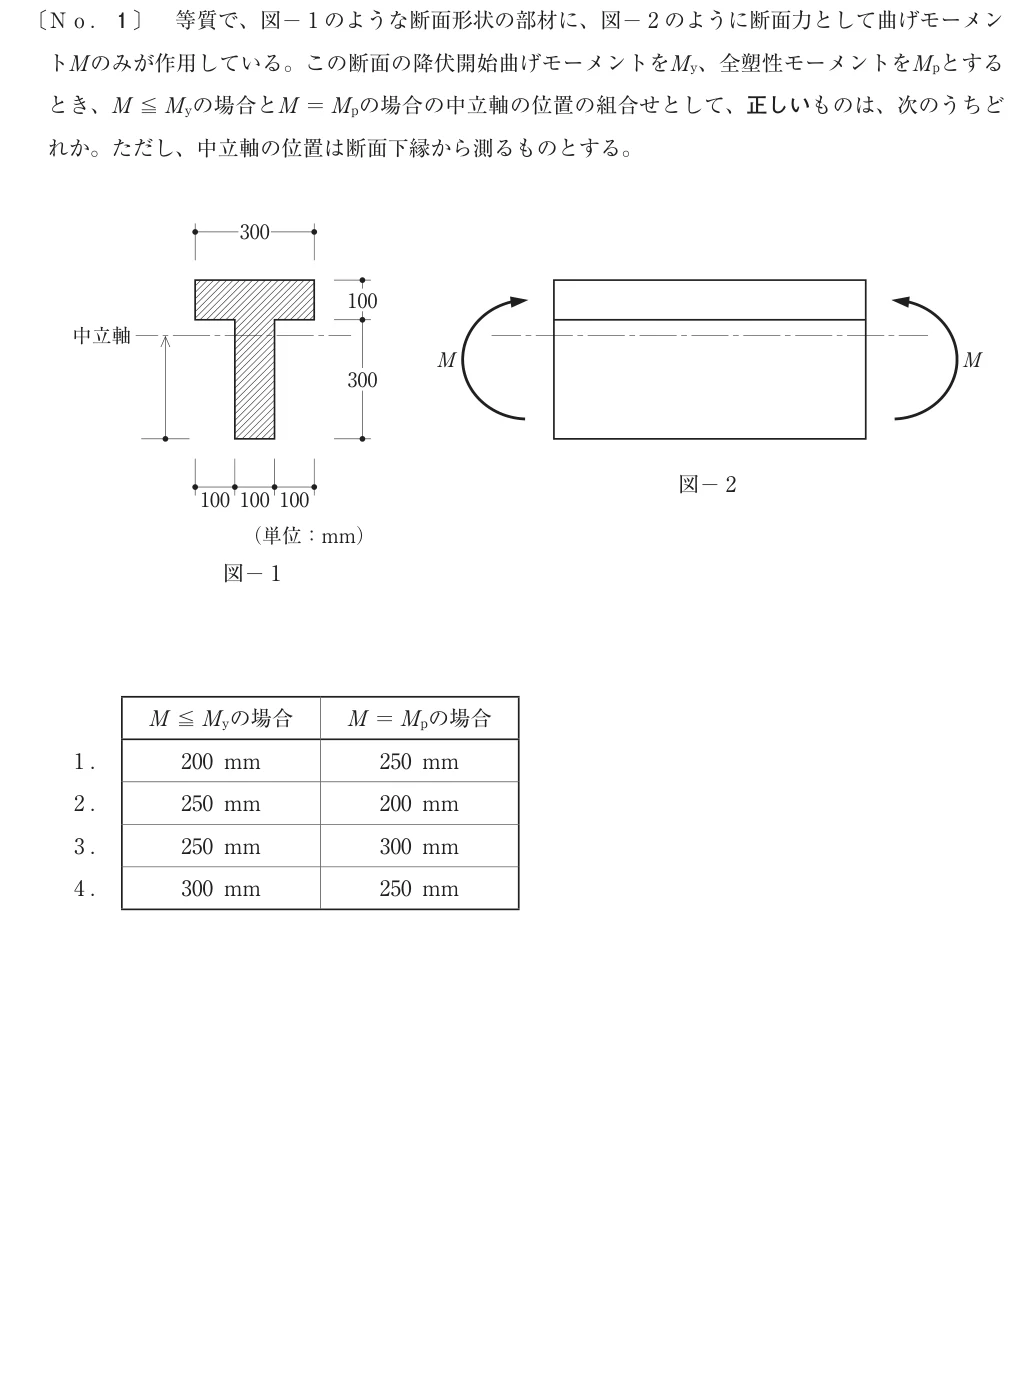 〔Ｎｏ．１〕　等質で、図－１のような断面形状の部材に、図－２のように断面力として曲げモーメン
トMのみが作用している。この断面の降伏開始曲げモーメントをMy、全塑性モーメントをMpとする
とき、M ≦ Myの場合とM ＝ Mpの場合の中立軸の位置の組合せとして、正しいものは、次のうちど
れか。ただし、中立軸の位置は断面下縁から測るものとする。
300
100
中立軸
300
M
M
100 100 100
図－２
（単位：mm）
図－１
M ≦ Myの場合　M ＝ Mpの場合
１．　200 mm　250 mm
２．　250 mm　200 mm
３．　250 mm　300 mm
４．　300 mm　250 mm